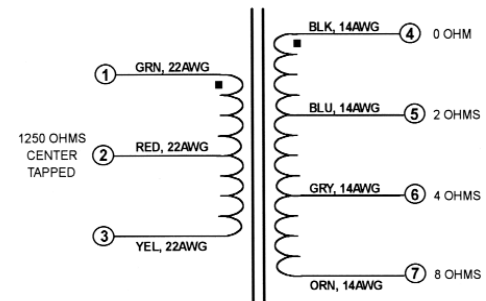 BLK, 14AWG 4 0 OHM
1 GRN, 22AWG
BLU, 14AWG 5 2 OHMS
1250 OHMS
CENTER
TAPPED
2 RED, 22AWG
GRY, 14AWG 6 4 OHMS
3 YEL, 22AWG
ORN, 14AWG 7 8 OHMS